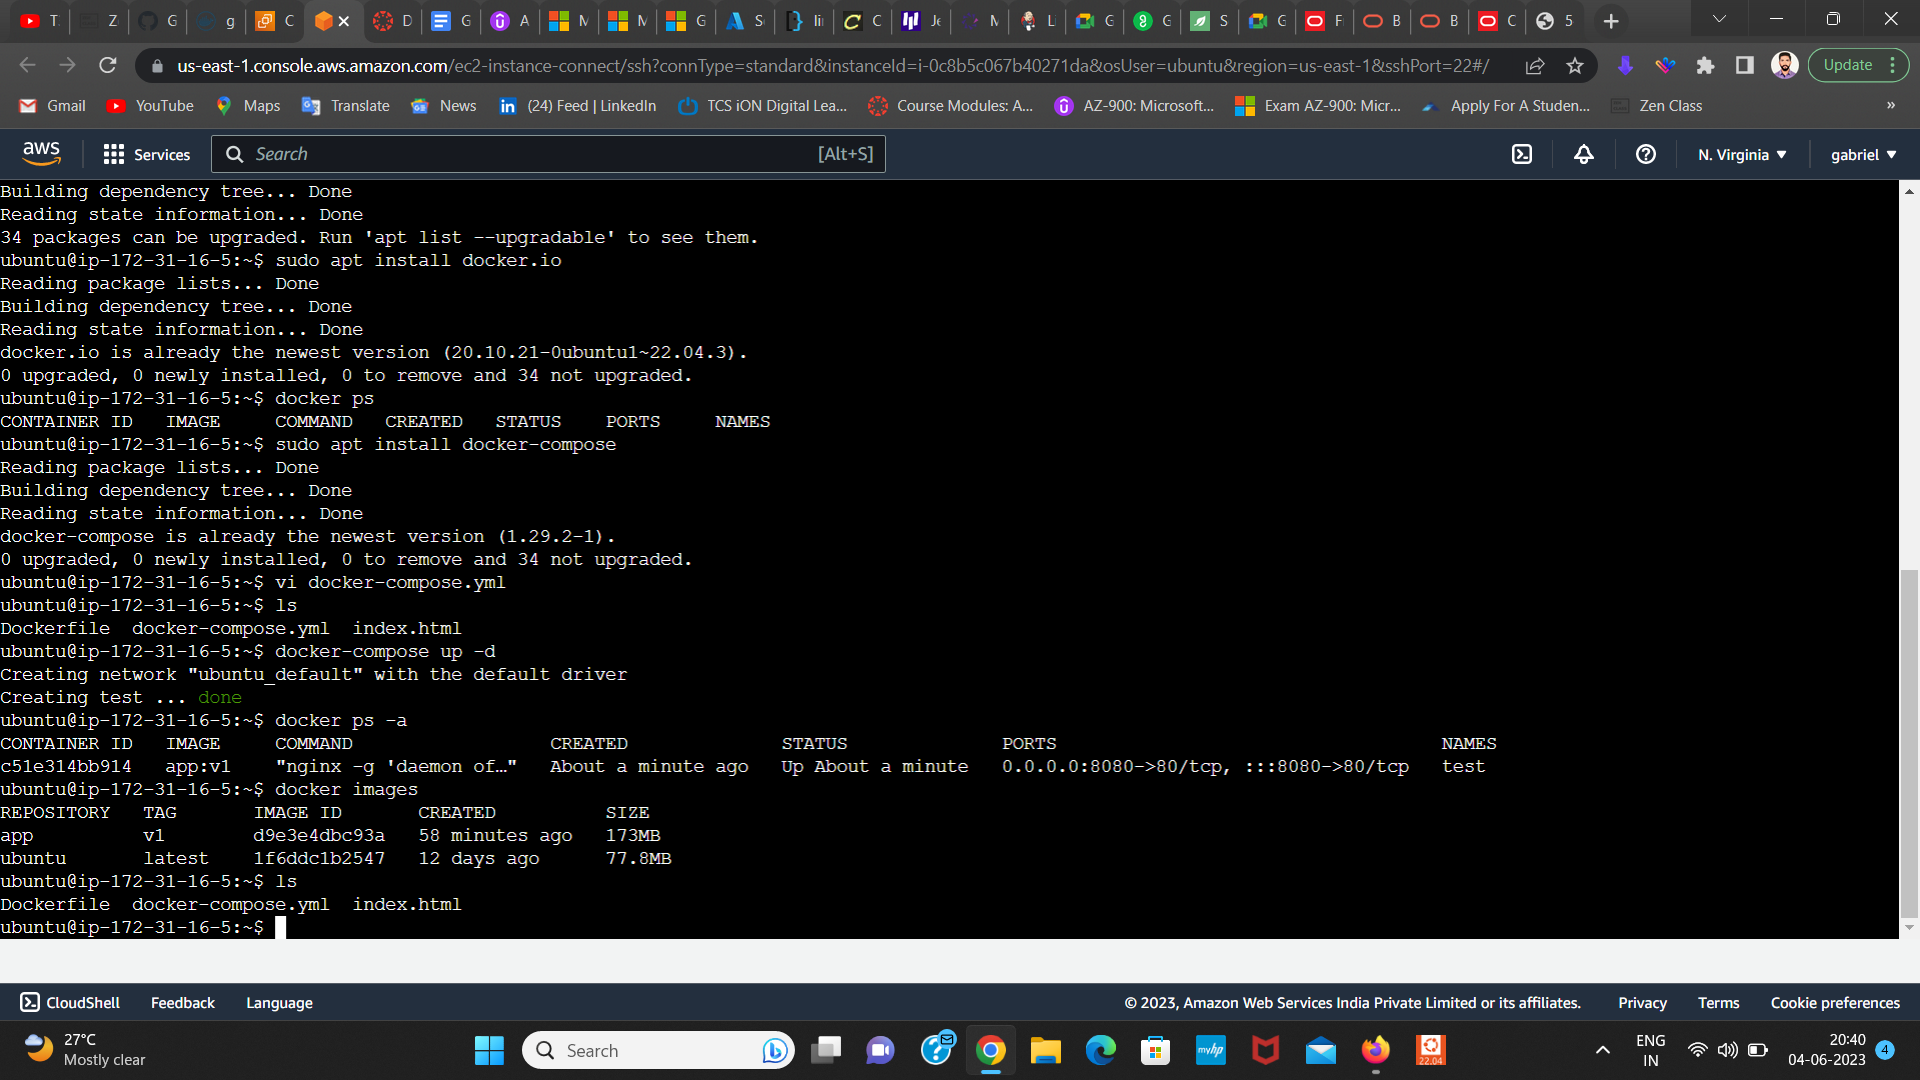 T Z G g C D G A M M G A S lin C C Je M Li G G S G F B B C 5
us-east-1.console.aws.amazon.com/ec2-instance-connect/ssh?connType=standard&instanceId=i-0c8b5c067b40271da&osUser=ubuntu&region=us-east-1&sshPort=22#/ Update
Gmail YouTube Maps Translate News (24) Feed | LinkedIn TCS iON Digital Lea... Course Modules: A... AZ-900: Microsoft... Exam AZ-900: Micr... Apply For A Studen... Zen Class »
aws Services Search [Alt+S] N. Virginia gabriel
Building dependency tree... Done
Reading state information... Done
34 packages can be upgraded. Run 'apt list --upgradable' to see them.
ubuntu@ip-172-31-16-5:~$ sudo apt install docker.io
Reading package lists... Done
Building dependency tree... Done
Reading state information... Done
docker.io is already the newest version (20.10.21-0ubuntu1~22.04.3).
0 upgraded, 0 newly installed, 0 to remove and 34 not upgraded.
ubuntu@ip-172-31-16-5:~$ docker ps
CONTAINER ID IMAGE COMMAND CREATED STATUS PORTS NAMES
ubuntu@ip-172-31-16-5:~$ sudo apt install docker-compose
Reading package lists... Done
Building dependency tree... Done
Reading state information... Done
docker-compose is already the newest version (1.29.2-1).
0 upgraded, 0 newly installed, 0 to remove and 34 not upgraded.
ubuntu@ip-172-31-16-5:~$ vi docker-compose.yml
ubuntu@ip-172-31-16-5:~$ ls
Dockerfile docker-compose.yml index.html
ubuntu@ip-172-31-16-5:~$ docker-compose up -d
Creating network "ubuntu_default" with the default driver
Creating test ... done
ubuntu@ip-172-31-16-5:~$ docker ps -a
CONTAINER ID IMAGE COMMAND CREATED STATUS PORTS NAMES
c51e314bb914 app:v1 "nginx -g 'daemon of…" About a minute ago Up About a minute 0.0.0.0:8080->80/tcp, :::8080->80/tcp test
ubuntu@ip-172-31-16-5:~$ docker images
REPOSITORY TAG IMAGE ID CREATED SIZE
app v1 d9e3e4dbc93a 58 minutes ago 173MB
ubuntu latest 1f6ddc1b2547 12 days ago 77.8MB
ubuntu@ip-172-31-16-5:~$ ls
Dockerfile docker-compose.yml index.html
ubuntu@ip-172-31-16-5:~$
CloudShell Feedback Language © 2023, Amazon Web Services India Private Limited or its affiliates. Privacy Terms Cookie preferences
27°C
Mostly clear
Search
myhp
22.04
ENG
IN
20:40
04-06-2023
4